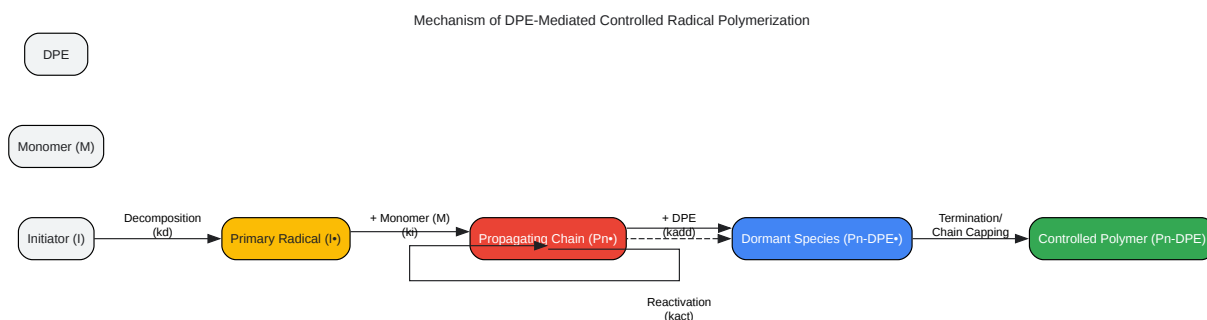 Mechanism of DPE-Mediated Controlled Radical Polymerization
DPE
Monomer (M)
Initiator (I)
Decomposition
(kd)
Primary Radical (I•)
+ Monomer (M)
(ki)
Propagating Chain (Pn•)
+ DPE
(kadd)
Dormant Species (Pn-DPE•)
Termination/
Chain Capping
Controlled Polymer (Pn-DPE)
Reactivation
(kact)